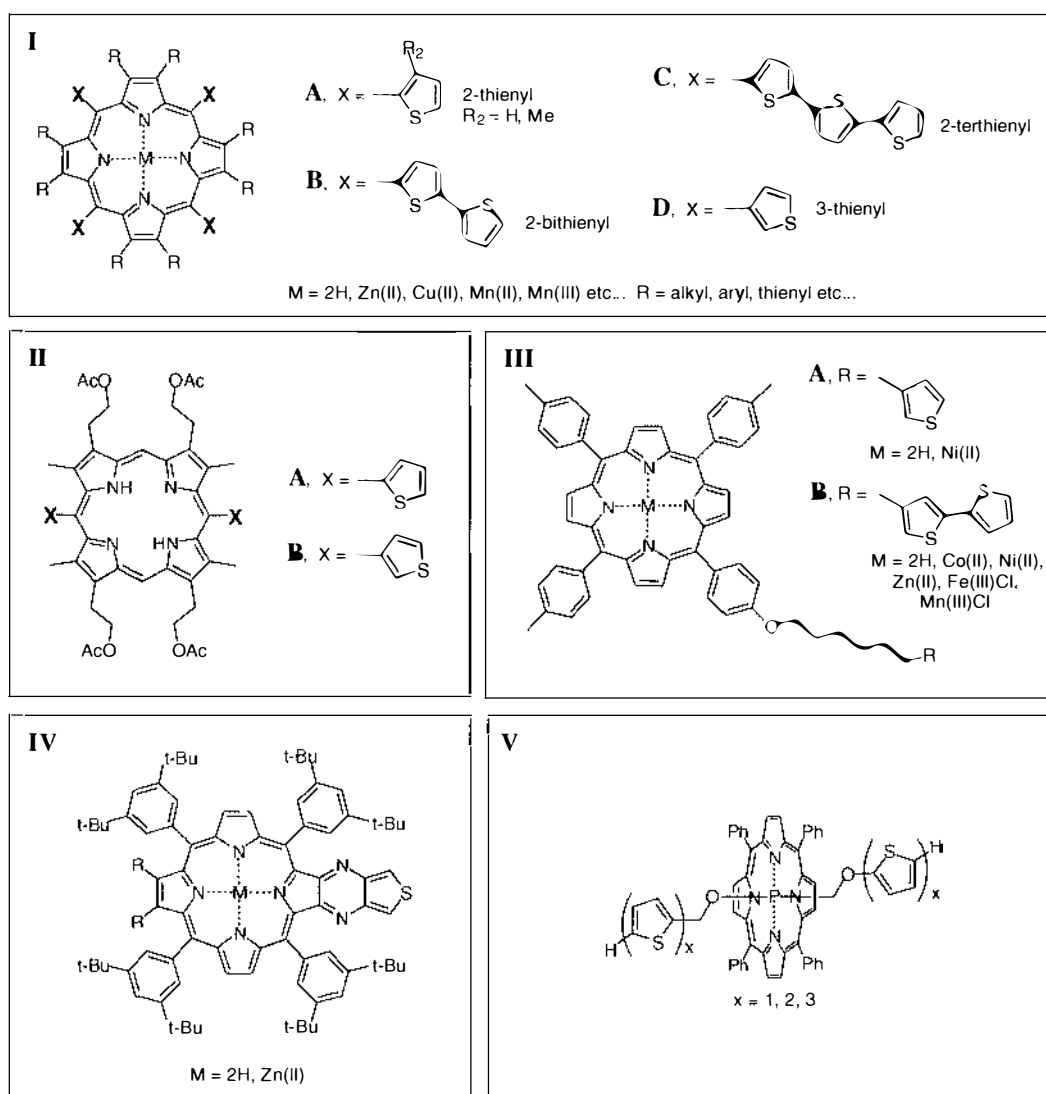 I
R R
X X
R R
N
N M N
N
R R
X X
R R
A, X =
R2
S
2-thienyl
R2 = H, Me
B, X =
S S
2-bithienyl
C, X =
S S S
2-terthienyl
D, X =
S
3-thienyl
M = 2H, Zn(II), Cu(II), Mn(II), Mn(III) etc... R = alkyl, aryl, thienyl etc...
II
AcO OAc
NH N
X X
N HN
AcO OAc
A, X =
S
B, X =
S
III
N
N M N
N
O
R
A, R =
S
M = 2H, Ni(II)
B, R =
S S
M = 2H, Co(II), Ni(II),
Zn(II), Fe(III)Cl,
Mn(III)Cl
IV
t-Bu t-Bu
t-Bu t-Bu
R N N
N M N S
R N N
t-Bu t-Bu
t-Bu t-Bu
M = 2H, Zn(II)
V
Ph Ph
N
S H
O x
O N P N
H S x
N
Ph Ph
x = 1, 2, 3